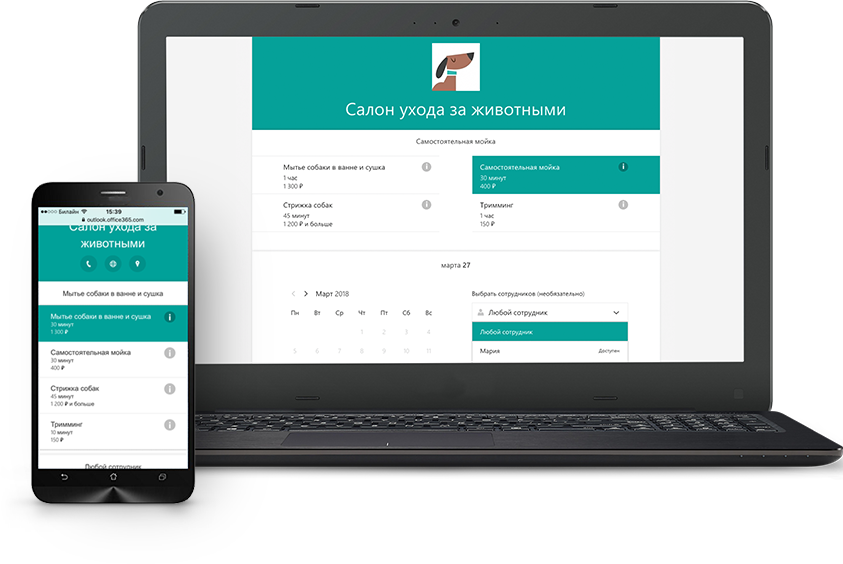 Салон ухода за животными
Самостоятельная мойка
Мытье собаки в ванне и сушка
1 час
1 300 ₽
Самостоятельная мойка
30 минут
400 ₽
Стрижка собак
45 минут
1 200 ₽ и больше
Тримминг
1 час
150 ₽
марта 27
Март 2018
Пн Вт Ср Чт Пт Сб Вс
1 2 3 4
5 6 7 8 9 10 11
Выбрать сотрудников (необязательно)
Любой сотрудник
Любой сотрудник
Мария Доступен
Билайн 15:39
outlook.office365.com
Салон ухода за
животными
Мытье собаки в ванне и сушка
Мытье собаки в ванне и сушка
30 минут
1 300 ₽
Самостоятельная мойка
30 минут
400 ₽
Стрижка собак
45 минут
1 200 ₽ и больше
Тримминг
10 минут
150 ₽
Любой сотрудник